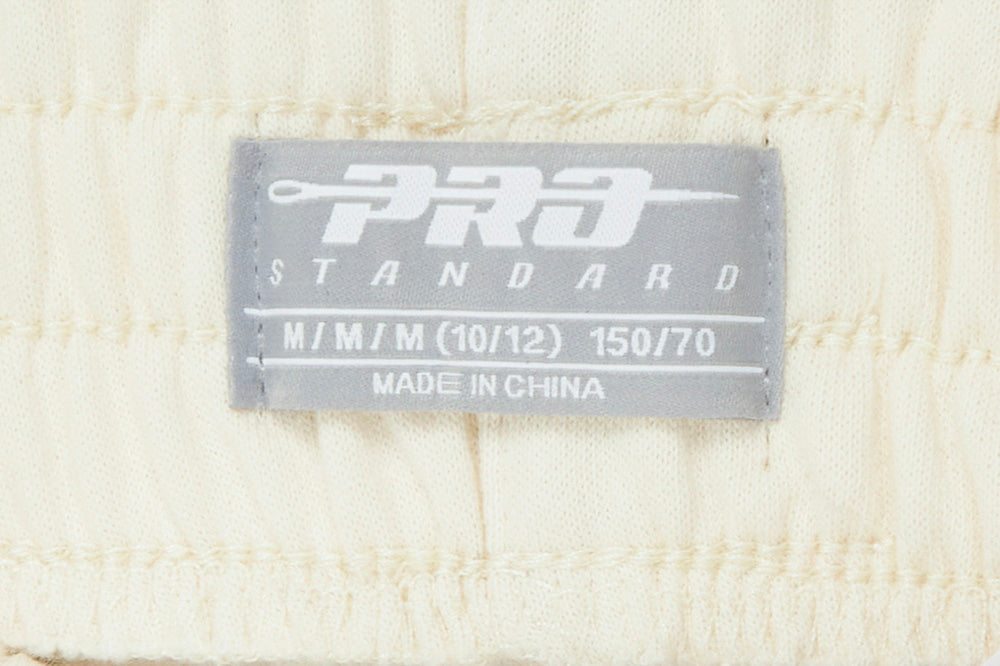 PRO
STANDARD
M/M/M (10/12) 150/70
MADE IN CHINA